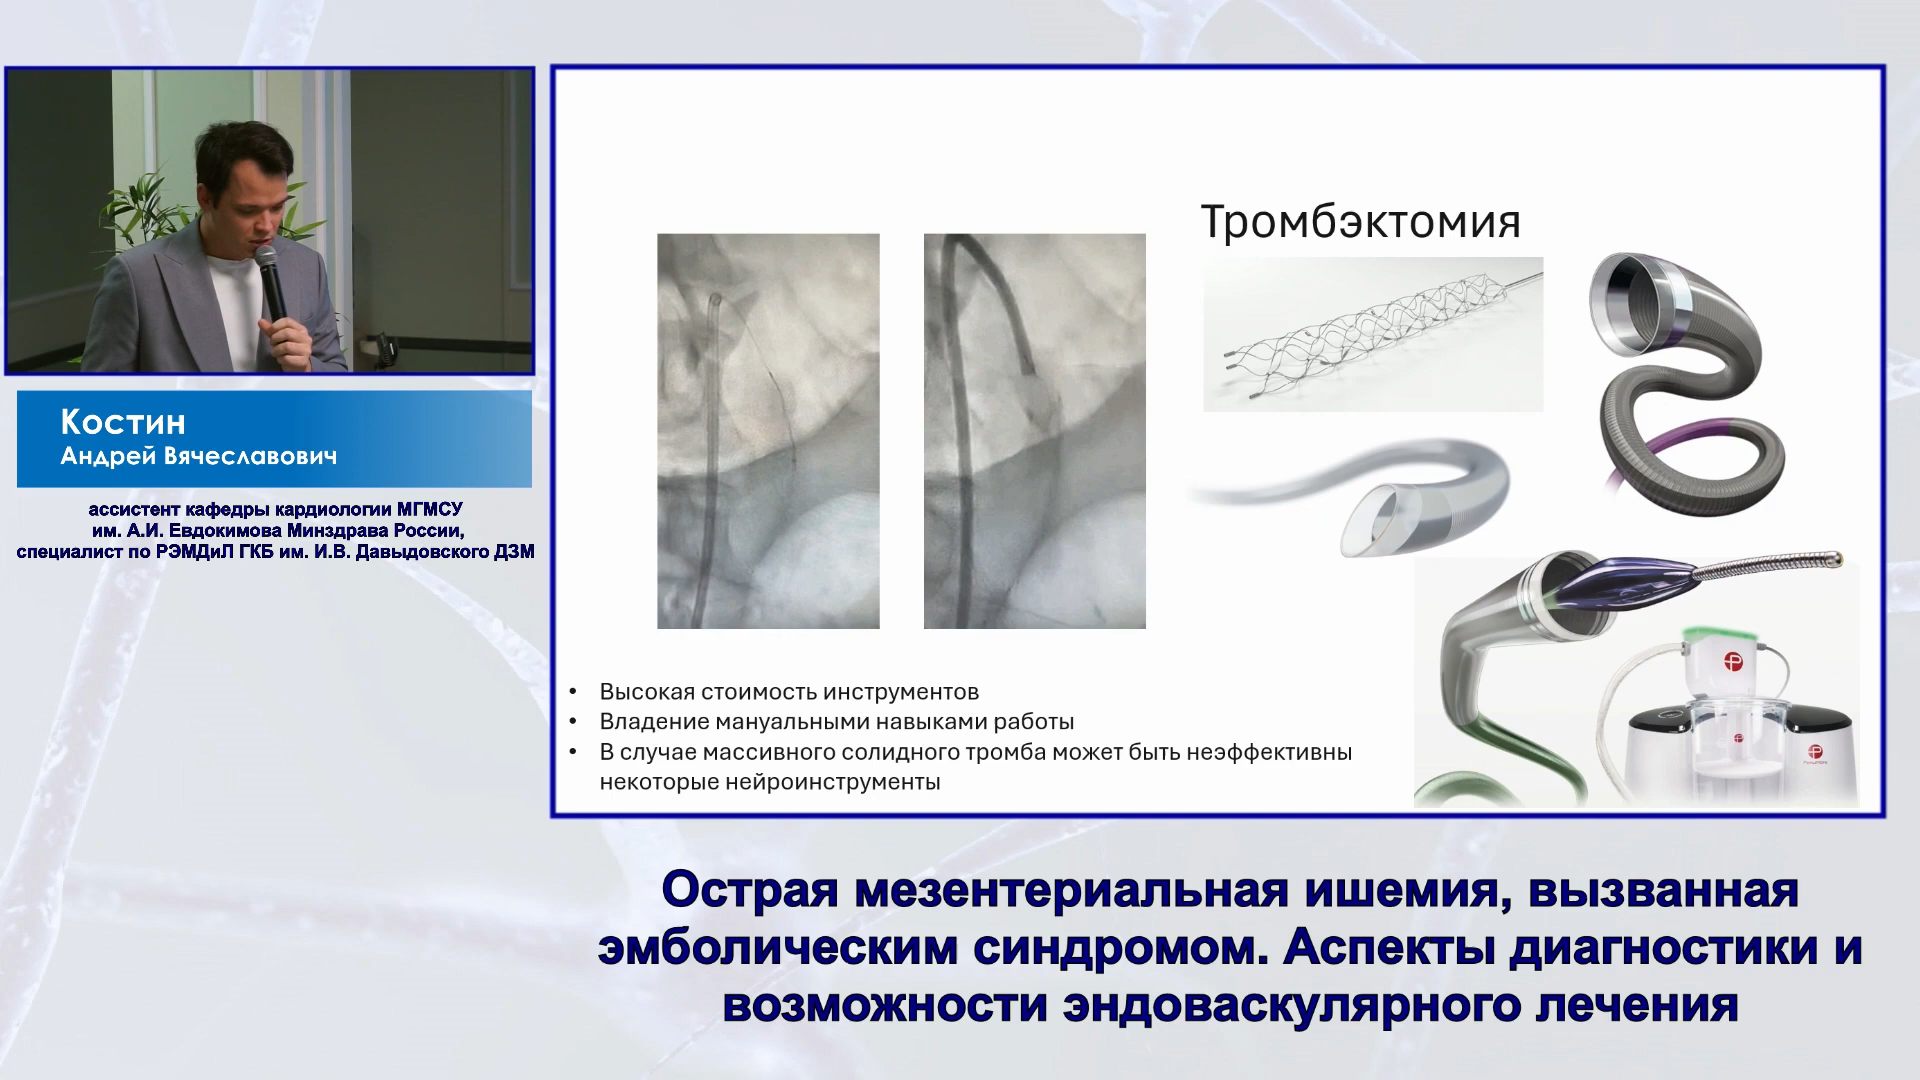 Костин
Андрей Вячеславович
ассистент кафедры кардиологии МГМСУ
им. А.И. Евдокимова Минздрава России,
специалист по РЭМДиЛ ГКБ им. И.В. Давыдовского ДЗМ
Тромбэктомия
• Высокая стоимость инструментов
• Владение мануальными навыками работы
• В случае массивного солидного тромба может быть неэффективны
некоторые нейроинструменты
Острая мезентериальная ишемия, вызванная
эмболическим синдромом. Аспекты диагностики и
возможности эндоваскулярного лечения